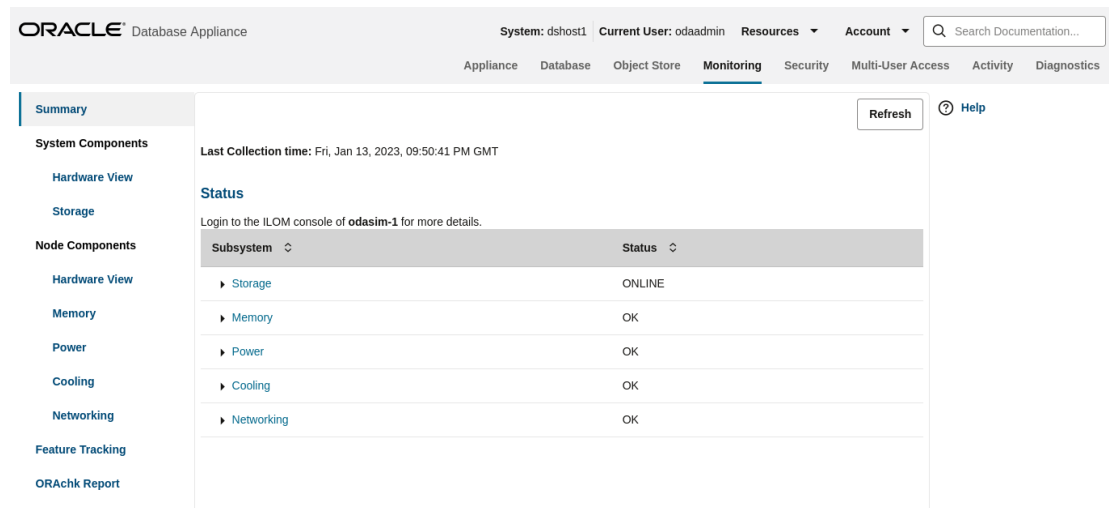 ORACLE® Database Appliance System: dshost1 Current User: odaadmin Resources Account Search Documentation...
Appliance Database Object Store Monitoring Security Multi-User Access Activity Diagnostics
Summary
System Components
Hardware View
Storage
Node Components
Hardware View
Memory
Power
Cooling
Networking
Feature Tracking
ORAchk Report
Refresh
Last Collection time: Fri, Jan 13, 2023, 09:50:41 PM GMT
Status
Login to the ILOM console of odasim-1 for more details.
Subsystem Status
Storage ONLINE
Memory OK
Power OK
Cooling OK
Networking OK
Help